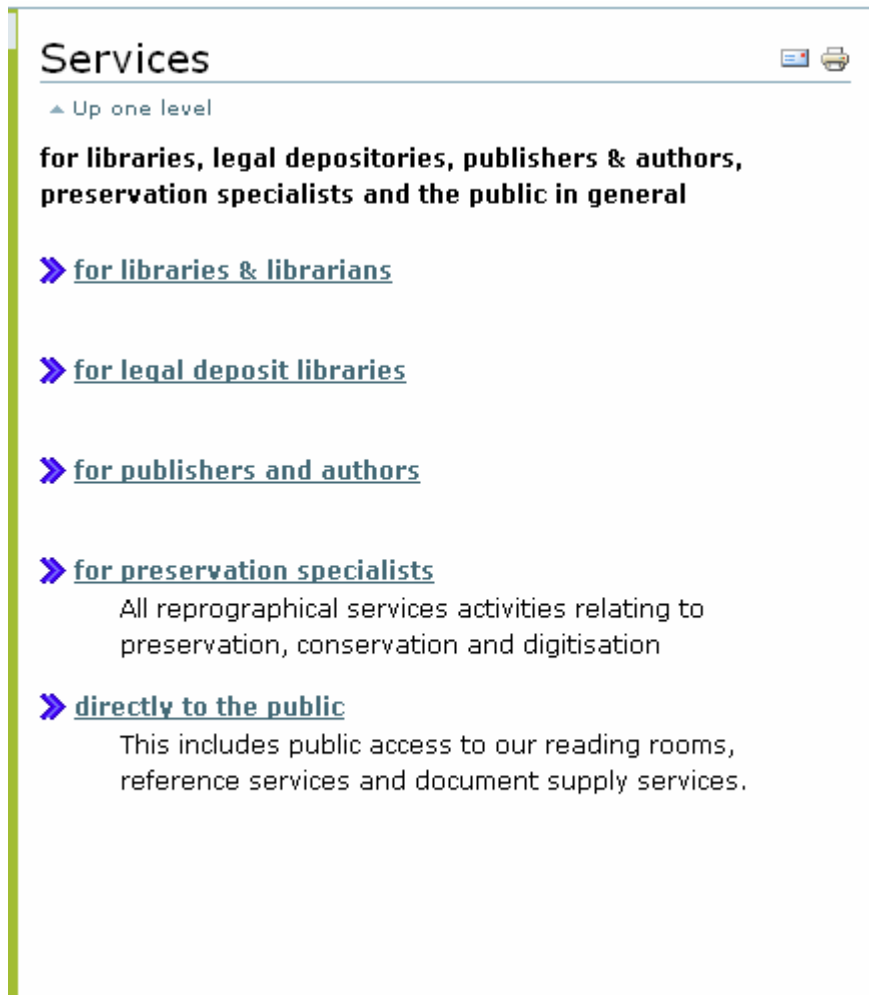 Services
Up one level
for libraries, legal depositories, publishers & authors,
preservation specialists and the public in general
for libraries & librarians
for legal deposit libraries
for publishers and authors
for preservation specialists
All reprographical services activities relating to
preservation, conservation and digitisation
directly to the public
This includes public access to our reading rooms,
reference services and document supply services.